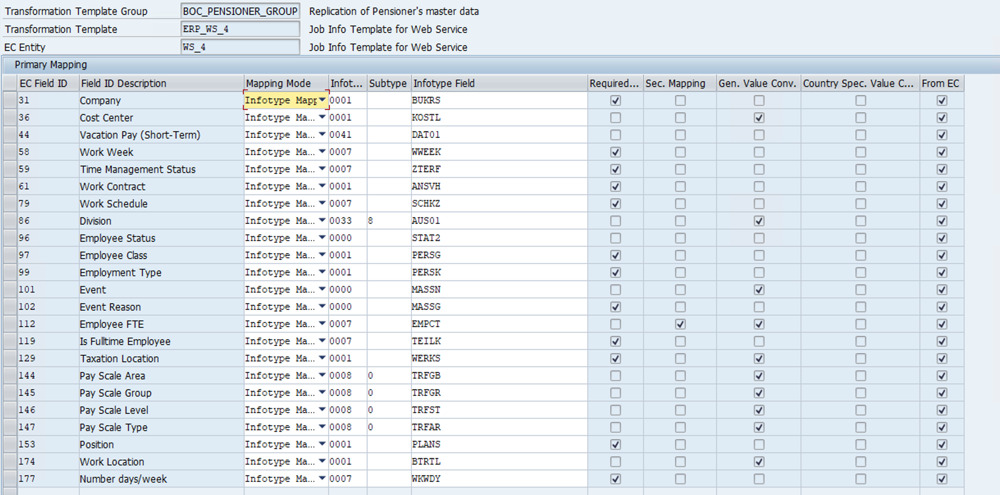 Transformation Template Group BOC_PENSIONER_GROUP Replication of Pensioner's master data
Transformation Template ERP_WS_4 Job Info Template for Web Service
EC Entity WS_4 Job Info Template for Web Service
Primary Mapping
EC Field ID Field ID Description Mapping Mode Infot... Subtype Infotype Field Required... Sec. Mapping Gen. Value Conv. Country Spec. Value C... From EC
31 Company Infotype Mapp 0001 BUKRS
36 Cost Center Infotype Ma... 0001 KOSTL
44 Vacation Pay (Short-Term) Infotype Ma... 0041 DAT01
58 Work Week Infotype Ma... 0007 WWEEK
59 Time Management Status Infotype Ma... 0007 ZTERF
61 Work Contract Infotype Ma... 0001 ANSVH
79 Work Schedule Infotype Ma... 0007 SCHKZ
86 Division Infotype Ma... 0033 8 AUS01
96 Employee Status Infotype Ma... 0000 STAT2
97 Employee Class Infotype Ma... 0001 PERSG
99 Employment Type Infotype Ma... 0001 PERSK
101 Event Infotype Ma... 0000 MASSN
102 Event Reason Infotype Ma... 0000 MASSG
112 Employee FTE Infotype Ma... 0007 EMPCT
119 Is Fulltime Employee Infotype Ma... 0007 TEILK
129 Taxation Location Infotype Ma... 0001 WERKS
144 Pay Scale Area Infotype Ma... 0008 0 TRFGB
145 Pay Scale Group Infotype Ma... 0008 0 TRFGR
146 Pay Scale Level Infotype Ma... 0008 0 TRFST
147 Pay Scale Type Infotype Ma... 0008 0 TRFAR
153 Position Infotype Ma... 0001 PLANS
174 Work Location Infotype Ma... 0001 BTRTL
177 Number days/week Infotype Ma... 0007 WKWDY